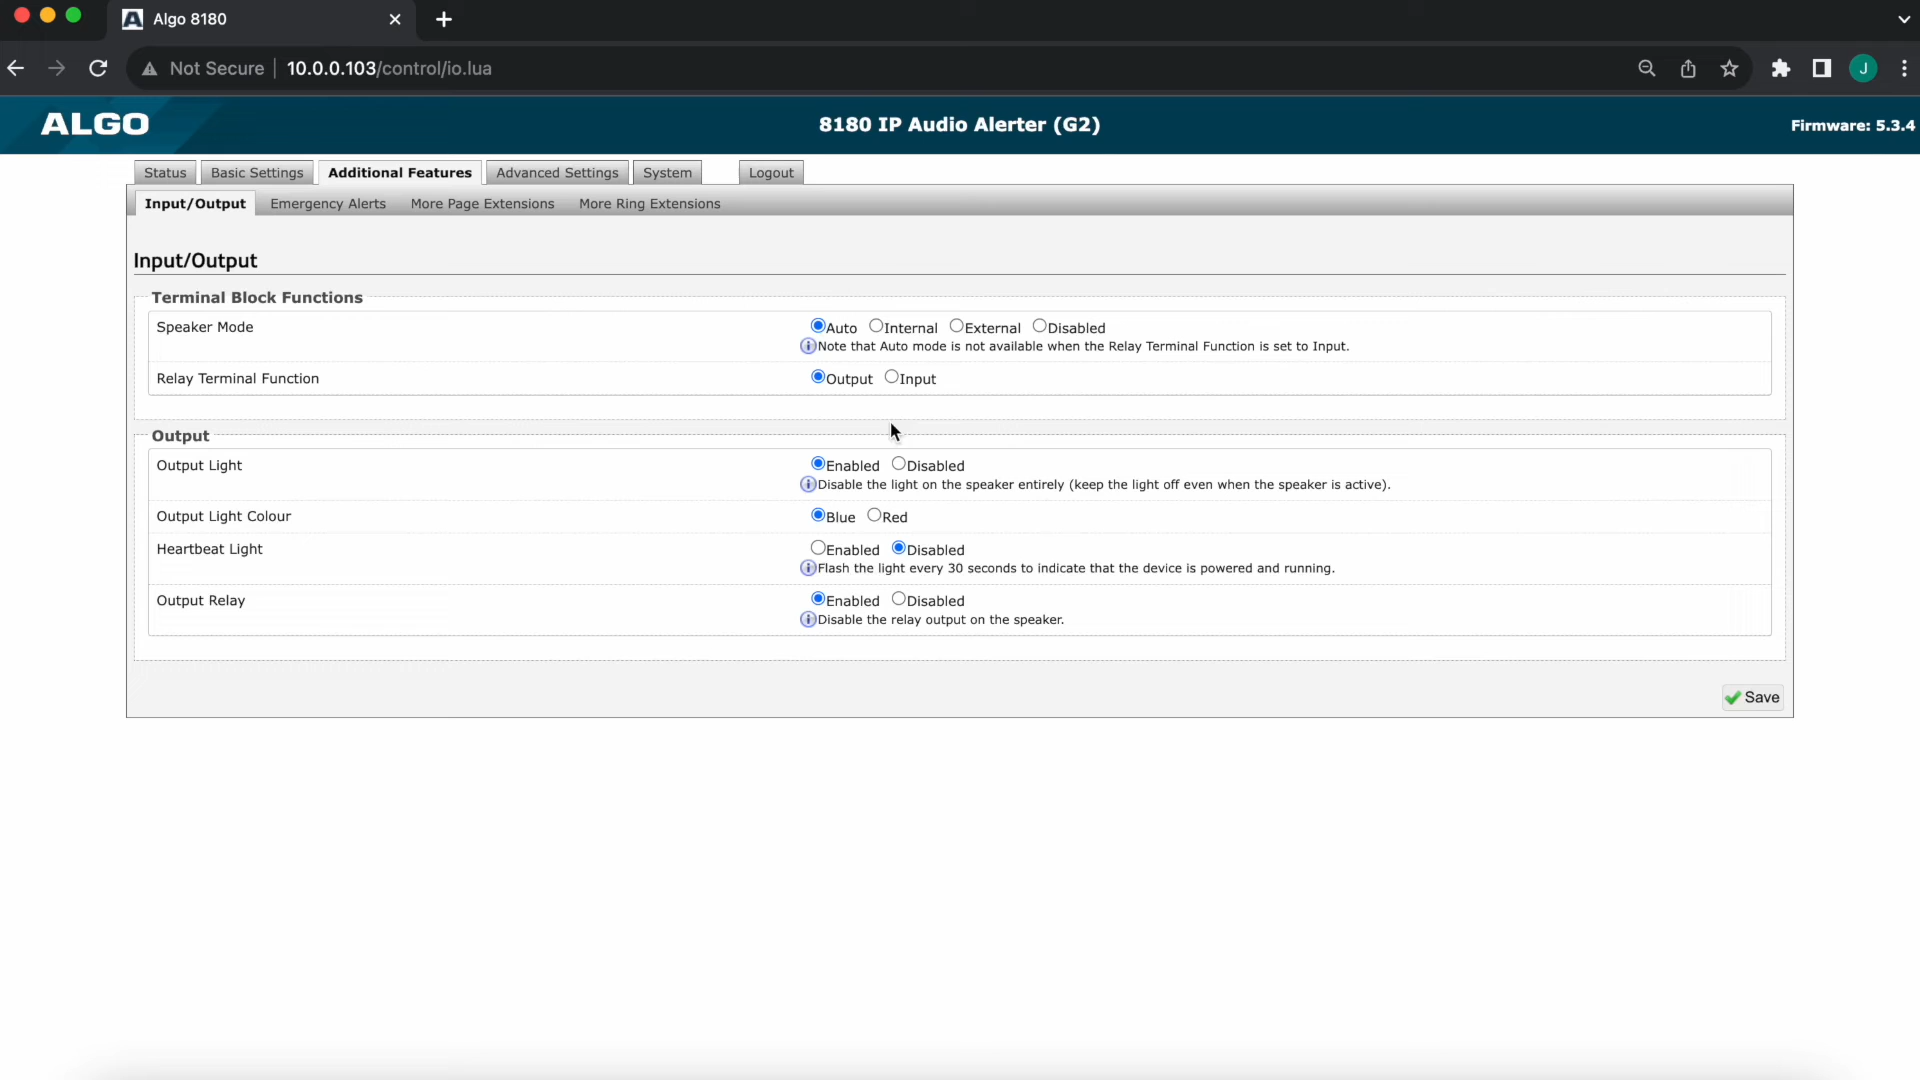 Algo 8180
Not Secure 10.0.0.103/control/io.lua
J
ALGO
8180 IP Audio Alerter (G2)
Firmware: 5.3.4
Status Basic Settings Additional Features Advanced Settings System Logout
Input/Output Emergency Alerts More Page Extensions More Ring Extensions
Input/Output
Terminal Block Functions
Speaker Mode Auto Internal External Disabled
Note that Auto mode is not available when the Relay Terminal Function is set to Input.
Relay Terminal Function Output Input
Output
Output Light Enabled Disabled
Disable the light on the speaker entirely (keep the light off even when the speaker is active).
Output Light Colour Blue Red
Heartbeat Light Enabled Disabled
Flash the light every 30 seconds to indicate that the device is powered and running.
Output Relay Enabled Disabled
Disable the relay output on the speaker.
Save